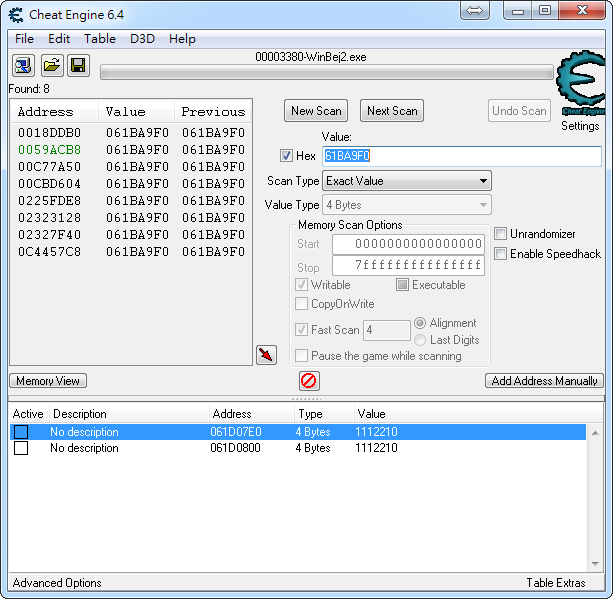 Cheat Engine 6.4
File Edit Table D3D Help
00003380-WinBej2.exe
Found: 8
Address Value Previous
0018DDB0 061BA9F0 061BA9F0
0059ACB8 061BA9F0 061BA9F0
00C77A50 061BA9F0 061BA9F0
00CBD604 061BA9F0 061BA9F0
0225FDE8 061BA9F0 061BA9F0
02323128 061BA9F0 061BA9F0
02327F40 061BA9F0 061BA9F0
0C4457C8 061BA9F0 061BA9F0
New Scan Next Scan Undo Scan
Cheat Engine
Settings
Value:
Hex 61BA9F0
Scan Type Exact Value
Value Type 4 Bytes
Memory Scan Options
Start 0000000000000000
Stop 7fffffffffffffff
Writable Executable
CopyOnWrite
Fast Scan 4 Alignment
Last Digits
Pause the game while scanning
Unrandomizer
Enable Speedhack
Memory View Add Address Manually
Active Description Address Type Value
No description 061D07E0 4 Bytes 1112210
No description 061D0800 4 Bytes 1112210
Advanced Options Table Extras